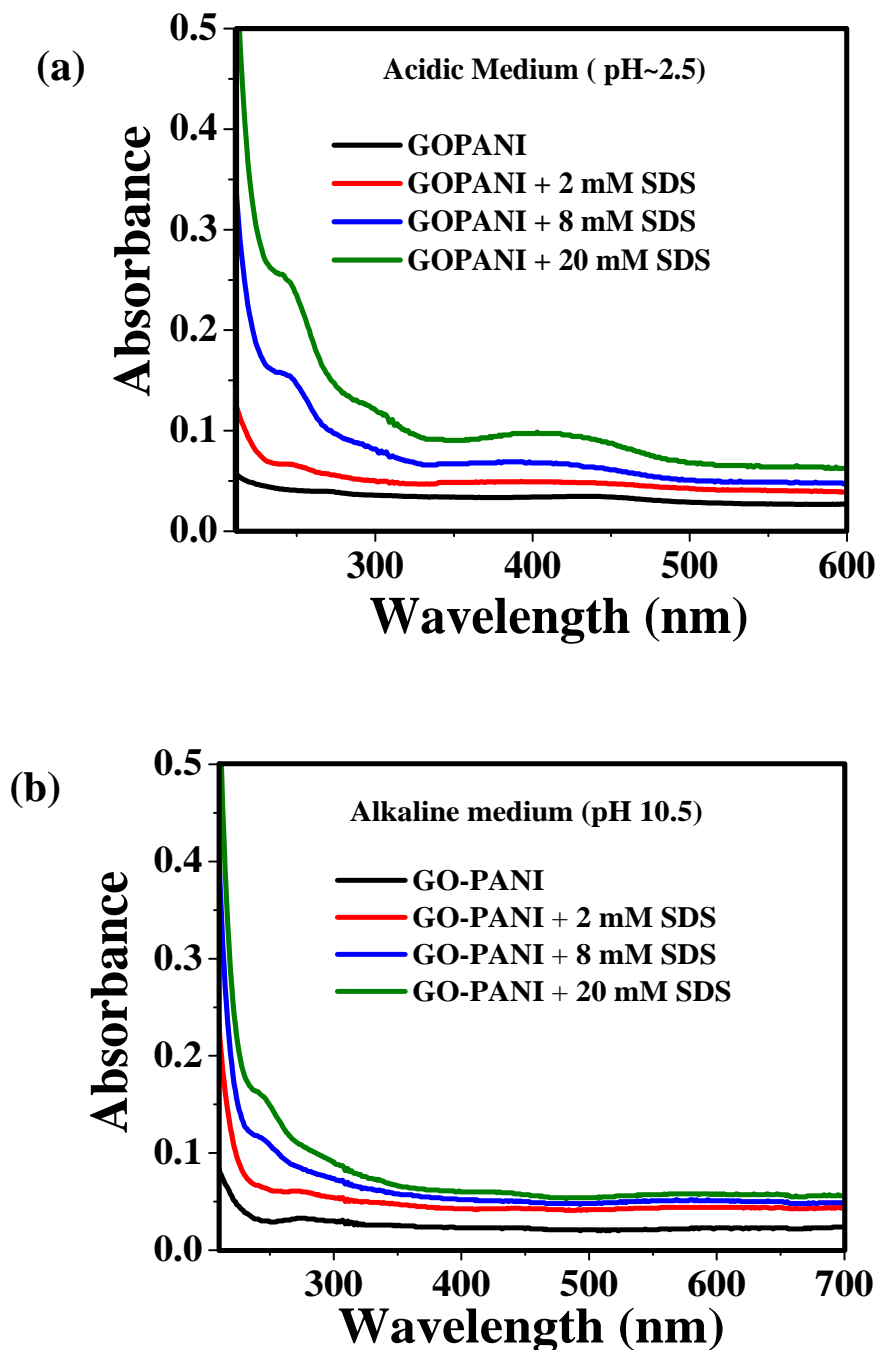 (a)
Acidic Medium ( pH~2.5)
GOPANI
GOPANI + 2 mM SDS
GOPANI + 8 mM SDS
GOPANI + 20 mM SDS
0.5
0.4
0.3
0.2
0.1
0.0
Absorbance
300 400 500 600
Wavelength (nm)
(b)
Alkaline medium (pH 10.5)
GO-PANI
GO-PANI + 2 mM SDS
GO-PANI + 8 mM SDS
GO-PANI + 20 mM SDS
0.5
0.4
0.3
0.2
0.1
0.0
Absorbance
300 400 500 600 700
Wavelength (nm)